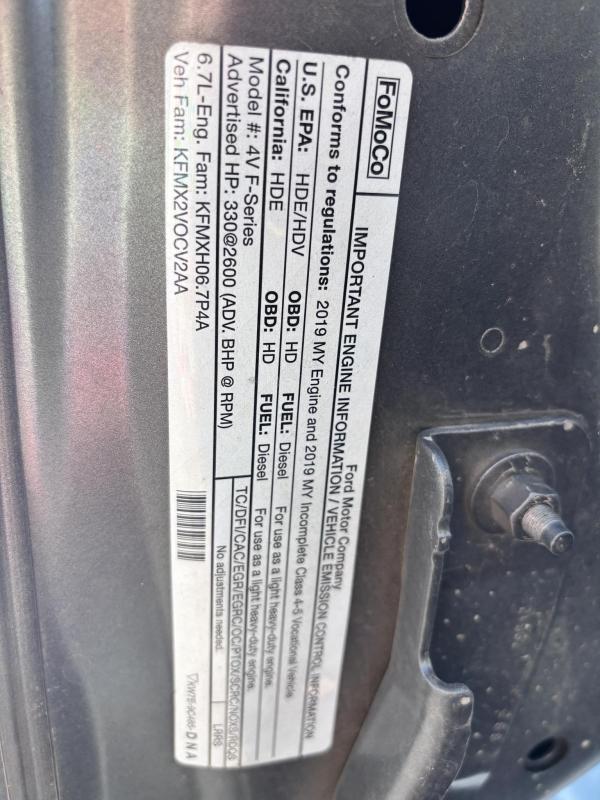 FoMoCo
Ford Motor Company
IMPORTANT ENGINE INFORMATION / VEHICLE EMISSION CONTROL INFORMATION
Conforms to regulations: 2019 MY Engine and 2019 MY Incomplete Class 4-5 Vocational Vehicle
U.S. EPA: HDE/HDV OBD: HD FUEL: Diesel For use as a light heavy-duty engine.
California: HDE OBD: HD FUEL: Diesel For use as a light heavy-duty engine.
Model #: 4V F-Series TC/DFI/CAC/EGR/EGRC/OC/PTOX/SCRC/NOXS/RDQS
Advertised HP: 330@2600 (ADV. BHP @ RPM) No adjustments needed. LRRS
6.7L-Eng. Fam: KFMXH06.7P4A
Veh Fam: KFMX2VOCV2AA DNA